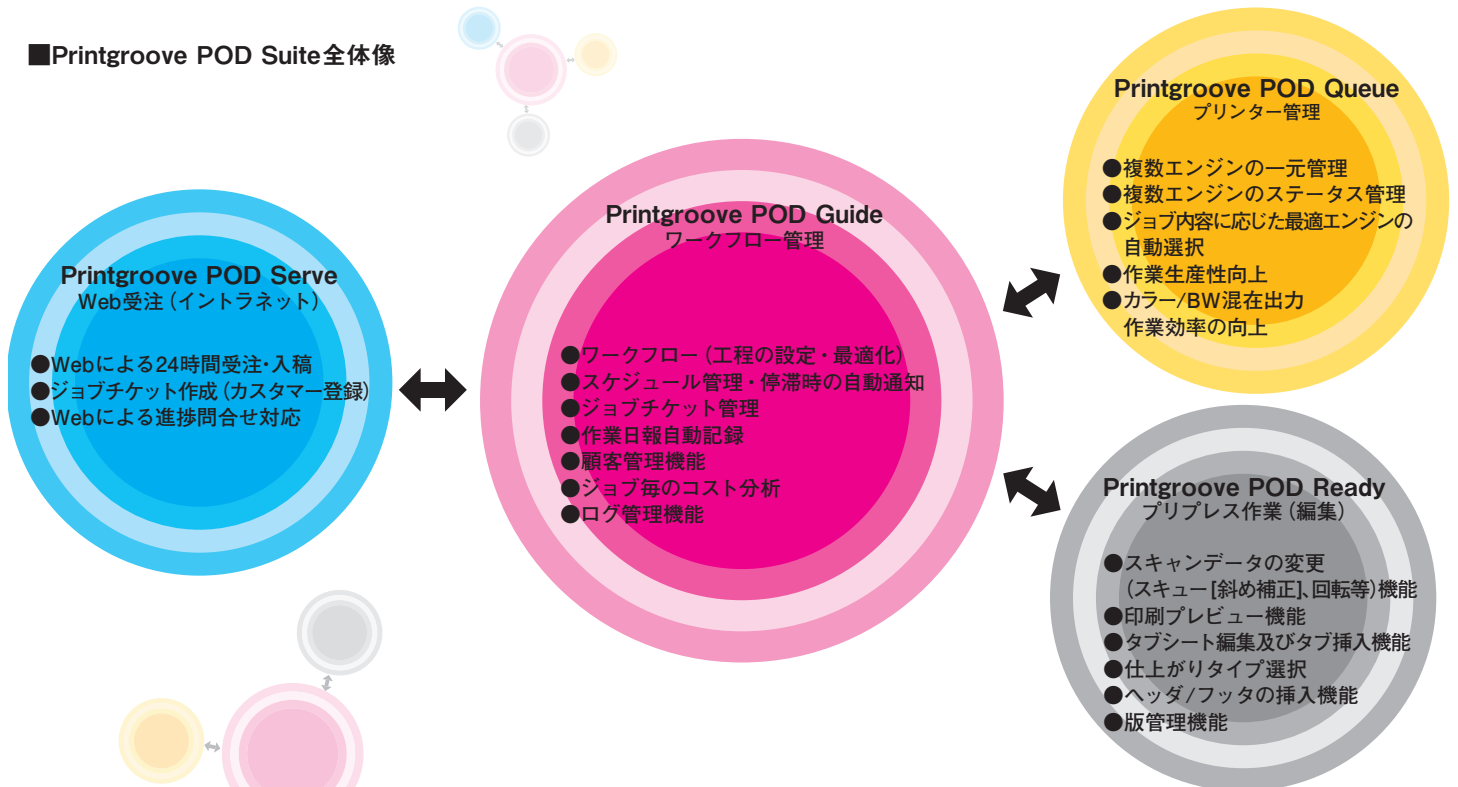 ■Printgroove POD Suite全体像
Printgroove POD Serve
Web受注（イントラネット）
●Webによる24時間受注・入稿
●ジョブチケット作成（カスタマー登録）
●Webによる進捗問合せ対応
Printgroove POD Guide
ワークフロー管理
●ワークフロー（工程の設定・最適化）
●スケジュール管理・停滞時の自動通知
●ジョブチケット管理
●作業日報自動記録
●顧客管理機能
●ジョブ毎のコスト分析
●ログ管理機能
Printgroove POD Queue
プリンター管理
●複数エンジンの一元管理
●複数エンジンのステータス管理
●ジョブ内容に応じた最適エンジンの
自動選択
●作業生産性向上
●カラー/BW混在出力
作業効率の向上
Printgroove POD Ready
プリプレス作業（編集）
●スキャンデータの変更
（スキュー[斜め補正]、回転等）機能
●印刷プレビュー機能
●タブシート編集及びタブ挿入機能
●仕上がりタイプ選択
●ヘッダ/フッタの挿入機能
●版管理機能